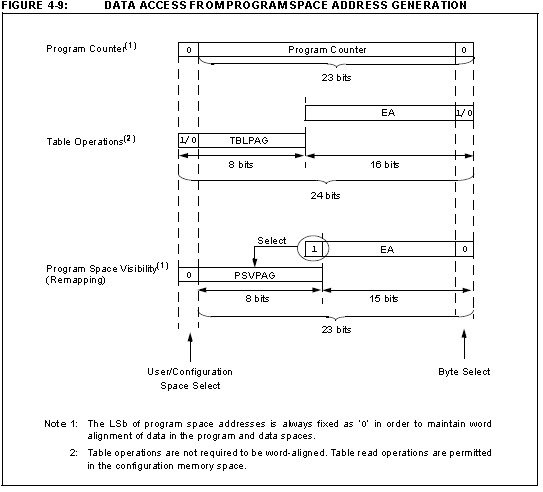 FIGURE 4-9: DATA ACCESS FROM PROGRAM SPACE ADDRESS GENERATION
Program Counter(1)
0
Program Counter
0
23 bits
EA
1/0
Table Operations(2)
1/0
TBLPAG
8 bits
16 bits
24 bits
Select
1
EA
0
Program Space Visibility(1)
(Remapping)
0
PSVPAG
8 bits
15 bits
23 bits
User/Configuration
Space Select
Byte Select
Note 1: The LSb of program space addresses is always fixed as '0' in order to maintain word
alignment of data in the program and data spaces.
2: Table operations are not required to be word-aligned. Table read operations are permitted
in the configuration memory space.